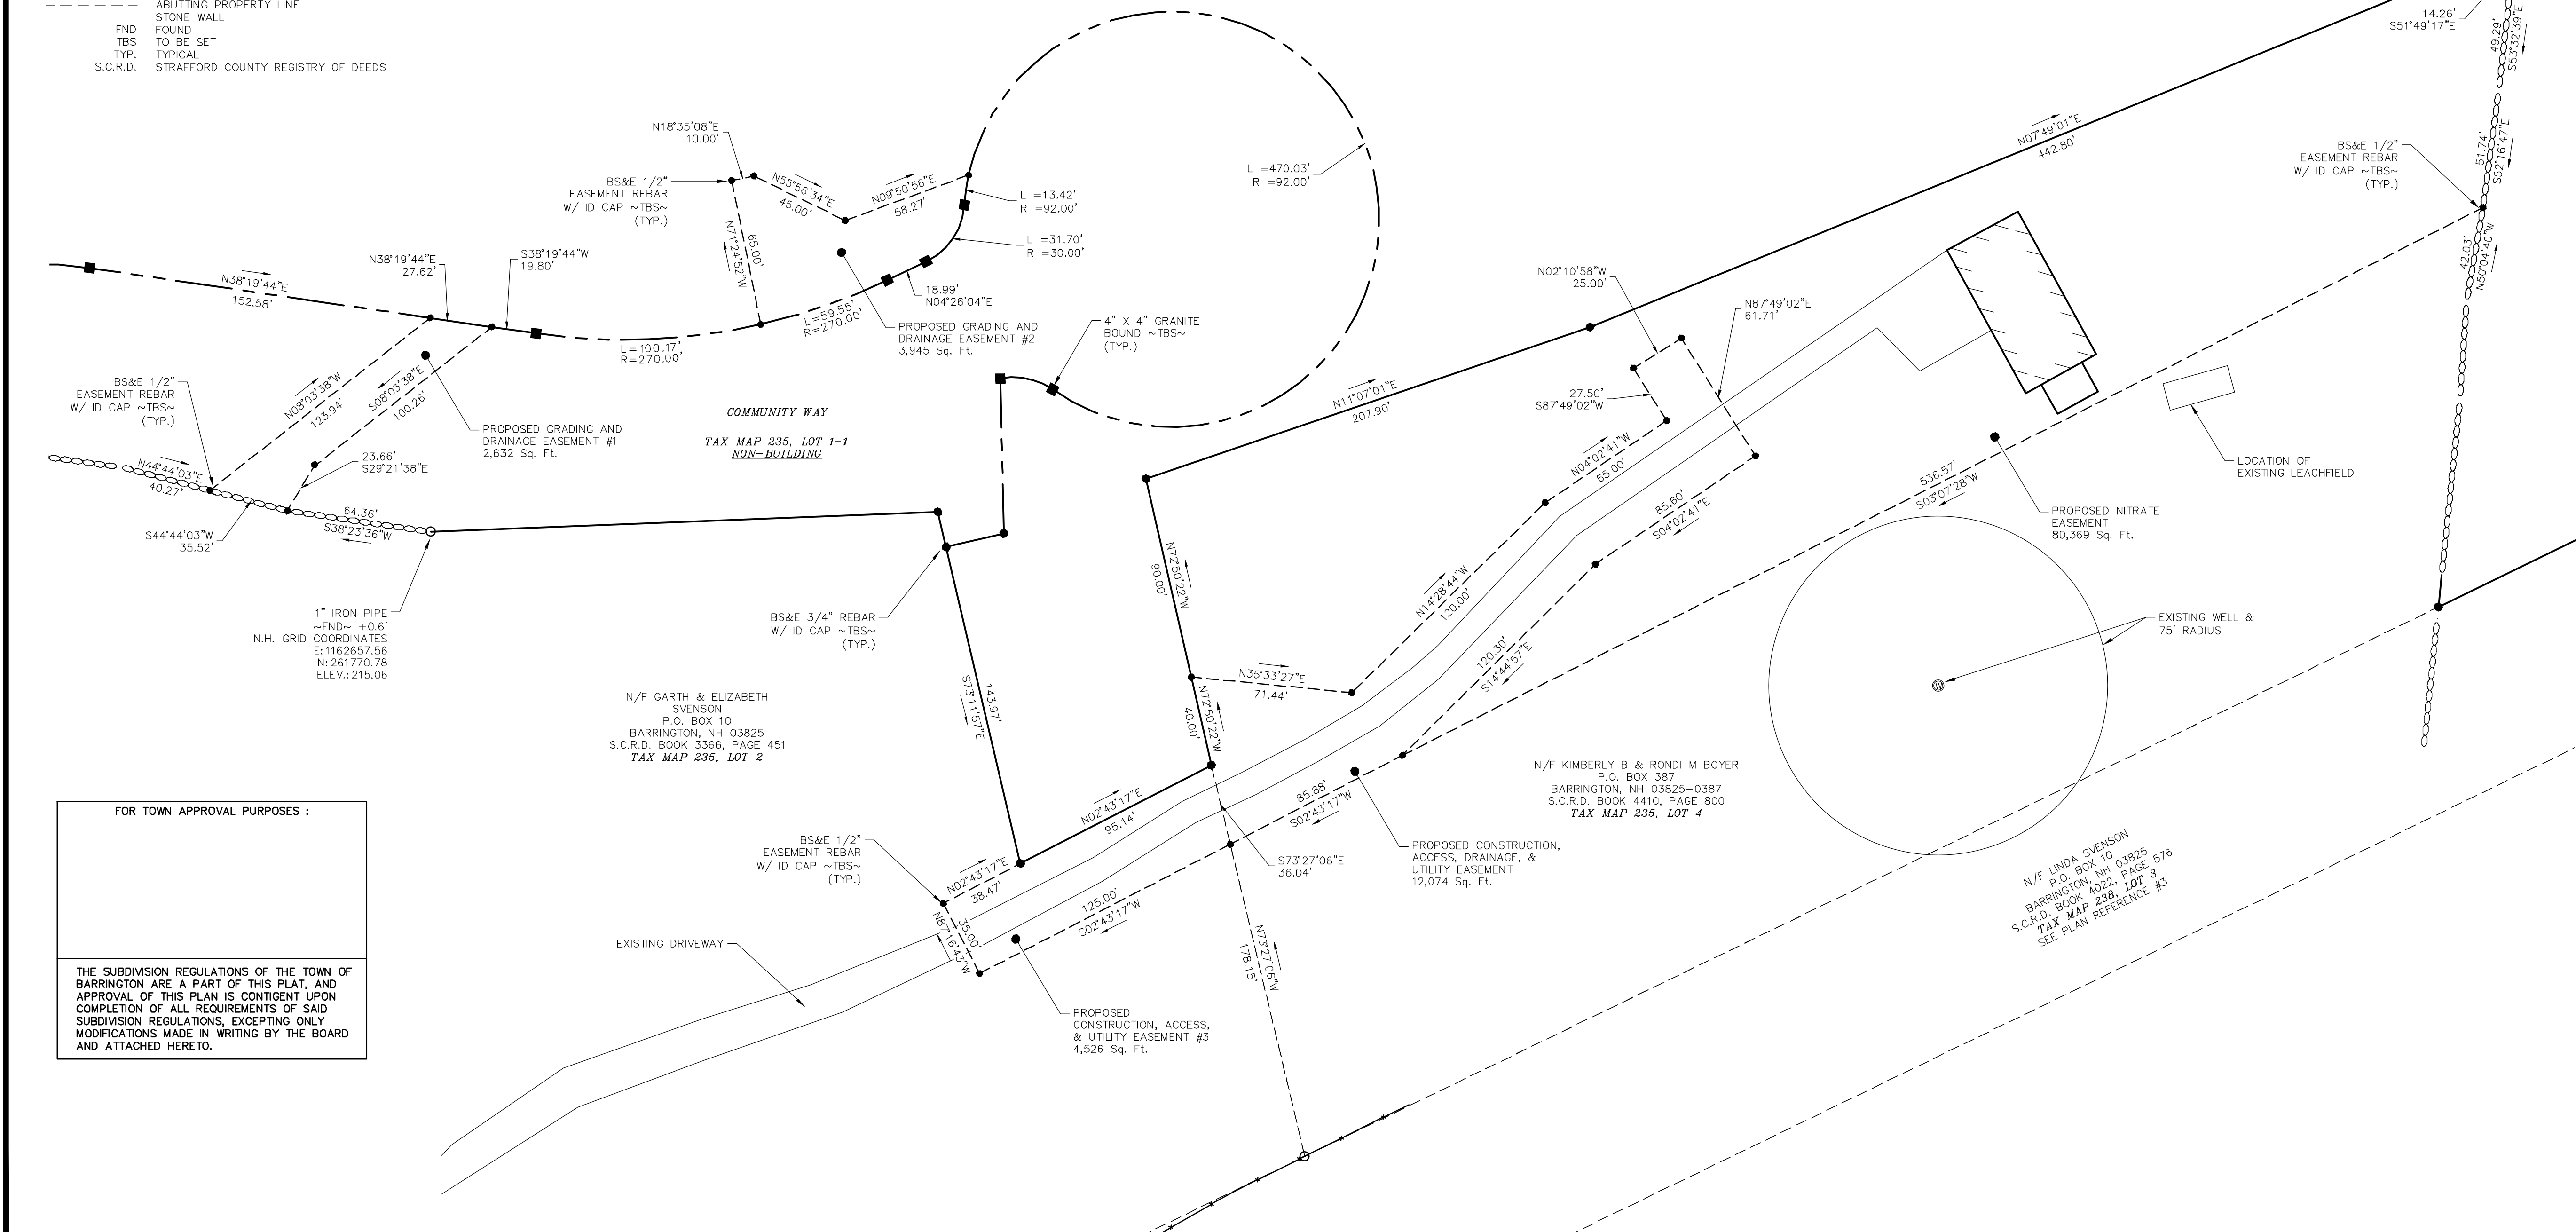 ABUTTING PROPERTY LINE
STONE WALL
FND FOUND
TBS TO BE SET
TYP. TYPICAL
S.C.R.D. STRAFFORD COUNTY REGISTRY OF DEEDS
14.26'
S51°49'17"E
49.29'
S53°32'39"E
N18°35'08"E
10.00'
BS&E 1/2"
EASEMENT REBAR
W/ ID CAP ~TBS~
(TYP.)
N55°56'34"E
45.00'
N09°50'56"E
58.27'
N71°24'52"W
65.00'
L =13.42'
R =92.00'
L =31.70'
R =30.00'
L =470.03'
R =92.00'
N07°49'01"E
442.80'
BS&E 1/2"
EASEMENT REBAR
W/ ID CAP ~TBS~
(TYP.)
51.74'
S52°16'47"E
42.03'
N50°04'40"W
N38°19'44"E
152.58'
N38°19'44"E
27.62'
S38°19'44"W
19.80'
L=100.17'
R=270.00'
L=59.55'
R=270.00'
18.99'
N04°26'04"E
PROPOSED GRADING AND
DRAINAGE EASEMENT #2
3,945 Sq. Ft.
4" X 4" GRANITE
BOUND ~TBS~
(TYP.)
N02°10'58"W
25.00'
N87°49'02"E
61.71'
27.50'
S87°49'02"W
N11°07'01"E
207.90'
BS&E 1/2"
EASEMENT REBAR
W/ ID CAP ~TBS~
(TYP.)
N08°03'38"W
123.94'
S08°03'38"E
100.26'
PROPOSED GRADING AND
DRAINAGE EASEMENT #1
2,632 Sq. Ft.
COMMUNITY WAY
TAX MAP 235, LOT 1-1
NON-BUILDING
23.66'
S29°21'38"E
N44°44'03"E
40.27'
S44°44'03"W
35.52'
64.36'
S38°23'36"W
N04°02'41"W
65.00'
85.60'
S04°02'41"E
536.57'
S03°07'28"W
LOCATION OF
EXISTING LEACHFIELD
PROPOSED NITRATE
EASEMENT
80,369 Sq. Ft.
1" IRON PIPE
~FND~ +0.6'
N.H. GRID COORDINATES
E:1162657.56
N:261770.78
ELEV.:215.06
BS&E 3/4" REBAR
W/ ID CAP ~TBS~
(TYP.)
N72°50'22"W
90.00'
N14°28'44"W
120.00'
120.30'
S14°44'57"E
EXISTING WELL &
75' RADIUS
W
N35°33'27"E
71.44'
N72°50'22"W
40.00'
143.97'
S73°11'57"E
N/F GARTH & ELIZABETH
SVENSON
P.O. BOX 10
BARRINGTON, NH 03825
S.C.R.D. BOOK 3366, PAGE 451
TAX MAP 235, LOT 2
N/F KIMBERLY B & RONDI M BOYER
P.O. BOX 387
BARRINGTON, NH 03825-0387
S.C.R.D. BOOK 4410, PAGE 800
TAX MAP 235, LOT 4
FOR TOWN APPROVAL PURPOSES :
N02°43'17"E
95.14'
85.88'
S02°43'17"W
PROPOSED CONSTRUCTION,
ACCESS, DRAINAGE, &
UTILITY EASEMENT
12,074 Sq. Ft.
BS&E 1/2"
EASEMENT REBAR
W/ ID CAP ~TBS~
(TYP.)
N02°43'17"E
38.47'
S73°27'06"E
36.04'
N/F LINDA SVENSON
P.O. BOX 10
BARRINGTON, NH 03825
S.C.R.D. BOOK 4022, PAGE 576
TAX MAP 238, LOT 3
SEE PLAN REFERENCE #3
125.00'
S02°43'17"W
35.00'
N87°16'43"W
EXISTING DRIVEWAY
N73°27'06"W
178.15'
PROPOSED
CONSTRUCTION, ACCESS,
& UTILITY EASEMENT #3
4,526 Sq. Ft.
THE SUBDIVISION REGULATIONS OF THE TOWN OF
BARRINGTON ARE A PART OF THIS PLAT, AND
APPROVAL OF THIS PLAN IS CONTIGENT UPON
COMPLETION OF ALL REQUIREMENTS OF SAID
SUBDIVISION REGULATIONS, EXCEPTING ONLY
MODIFICATIONS MADE IN WRITING BY THE BOARD
AND ATTACHED HERETO.